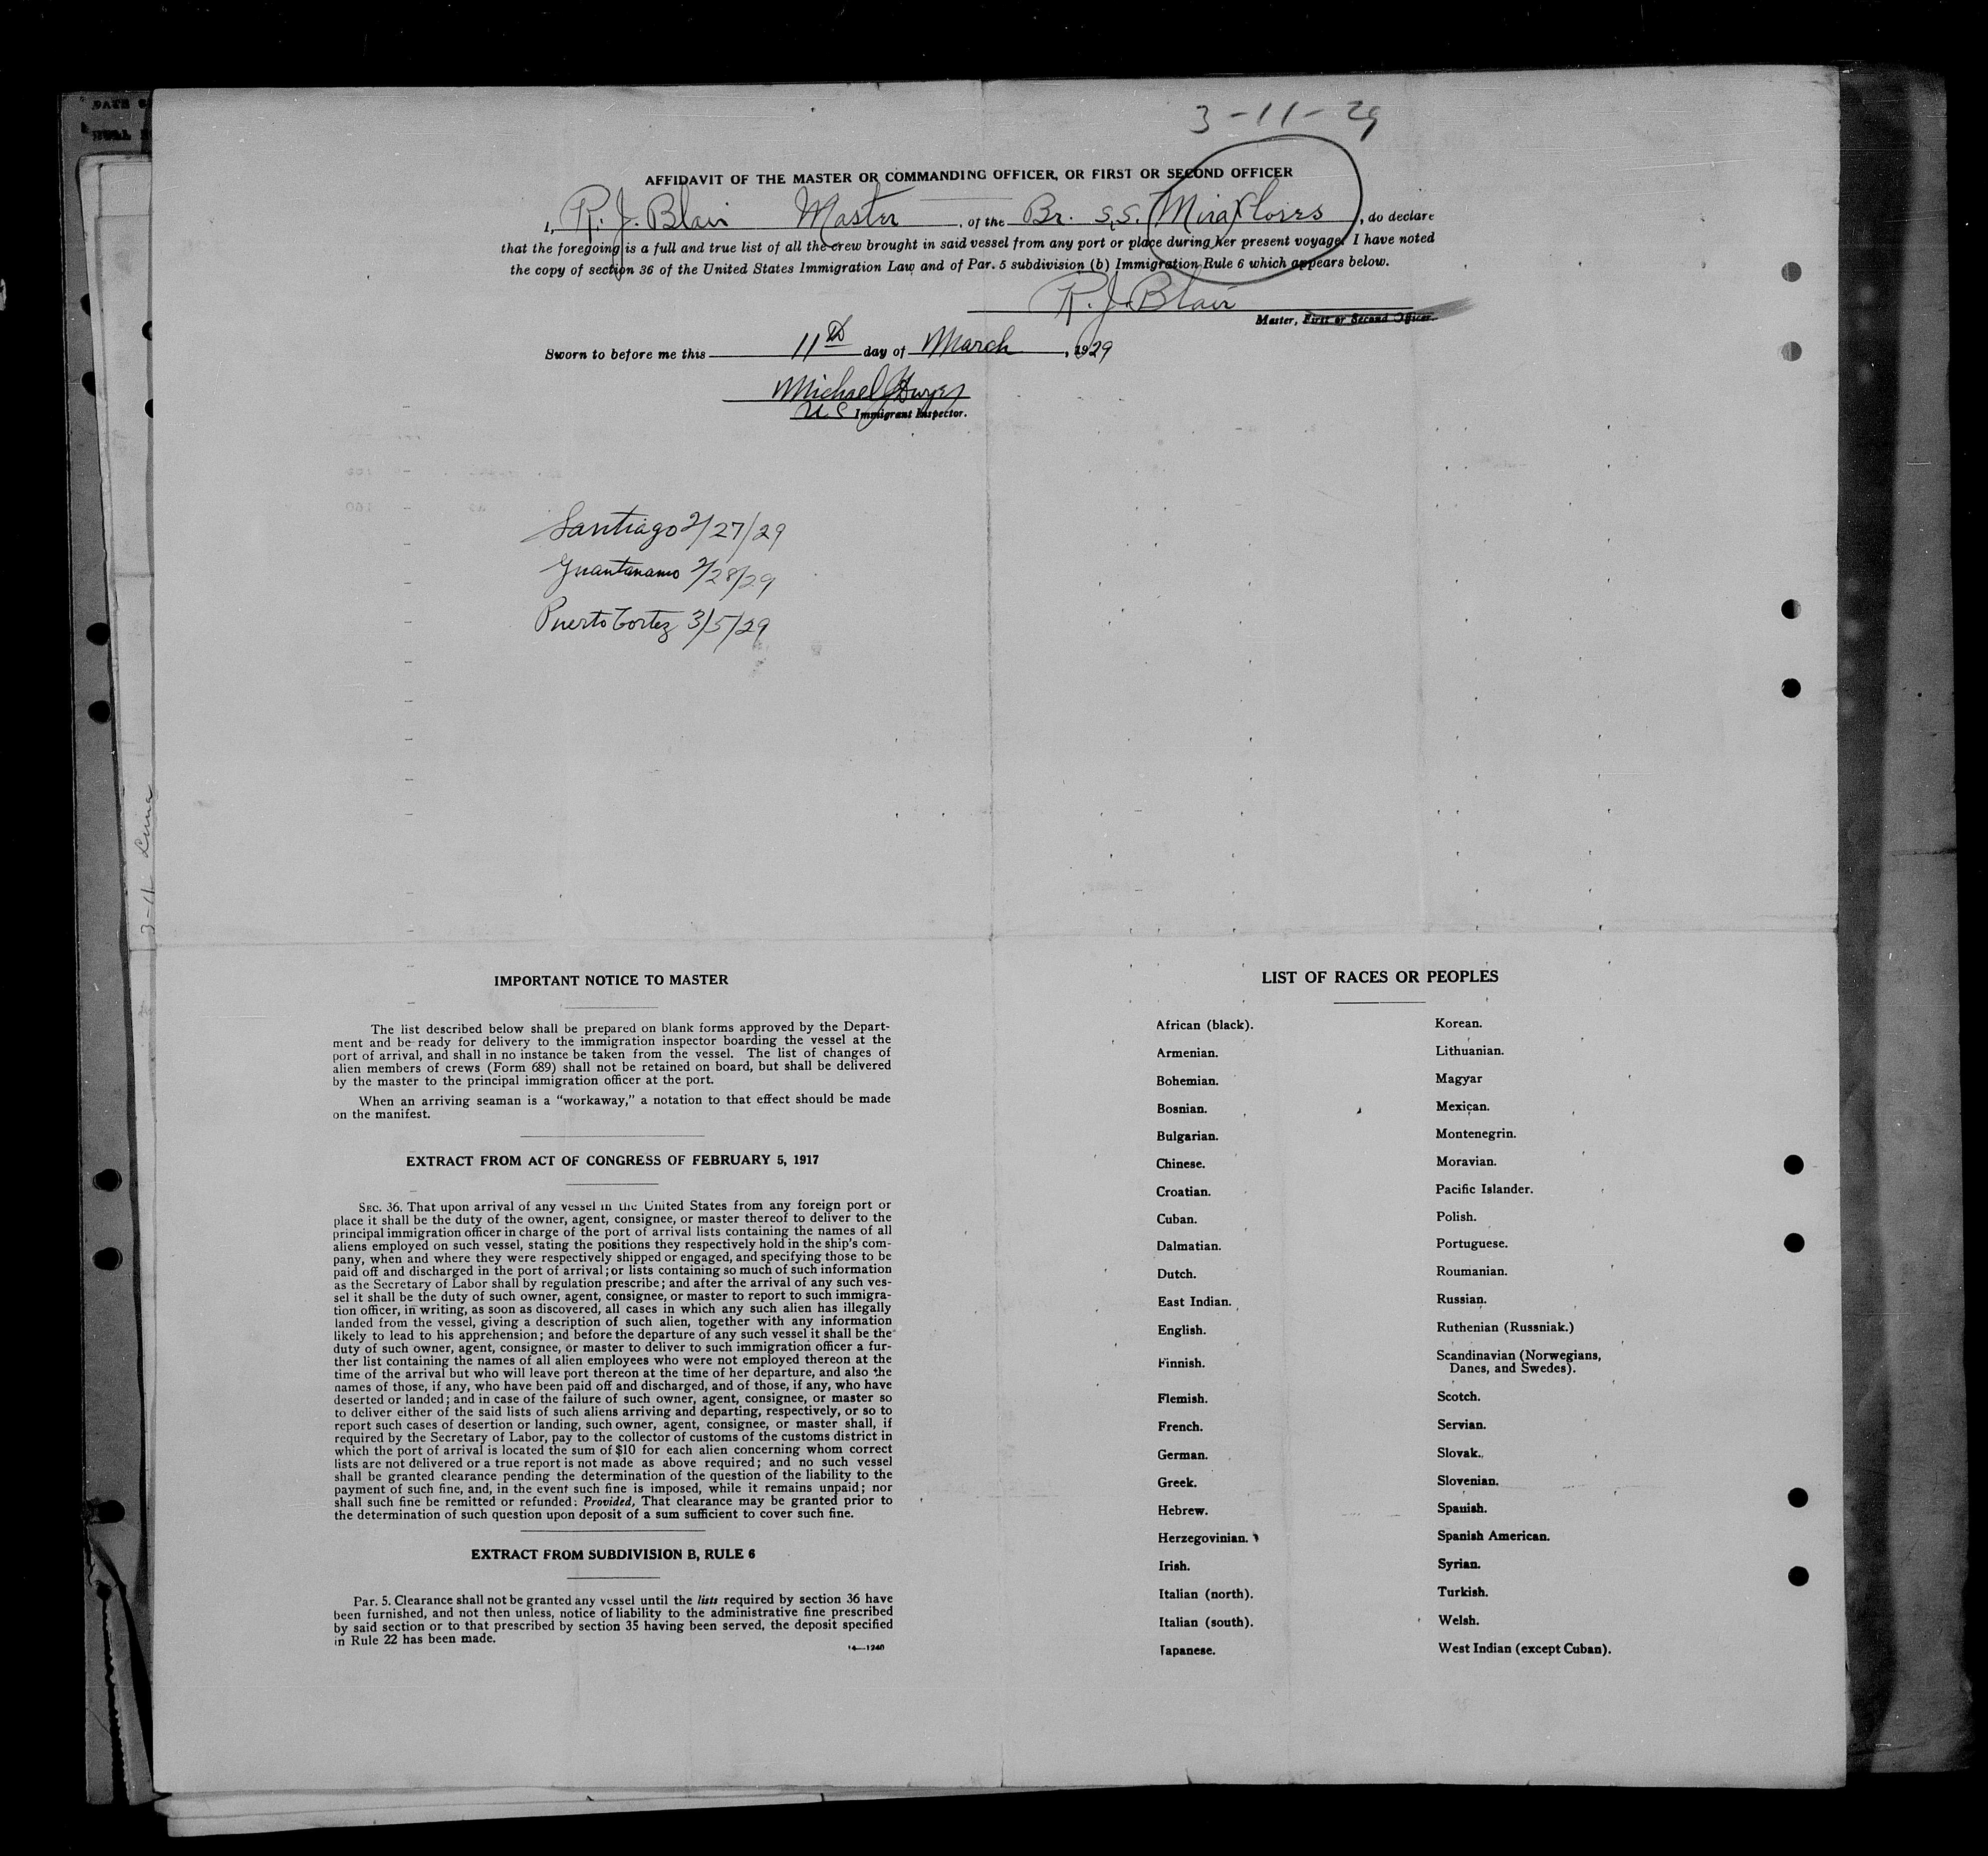 DATE
3-11-29
AFFIDAVIT OF THE MASTER OR COMMANDING OFFICER, OR FIRST OR SECOND OFFICER
I, R. J. Blair Master, of the Br. S.S. Miraflores, do declare
that the foregoing is a full and true list of all the crew brought in said vessel from any port or place during her present voyage. I have noted
the copy of section 36 of the United States Immigration Law and of Par. 5 subdivision (b) Immigration Rule 6 which appears below.
R. J. Blair
Master, First or Second Officer.
Sworn to before me this 11th day of March, 1929
Michael
U S Immigrant Inspector.
Santiago 2/27/29
Guantanamo 2/28/29
Puerto Cortez 3/5/29
3-11 Luna
IMPORTANT NOTICE TO MASTER
The list described below shall be prepared on blank forms approved by the Depart-
ment and be ready for delivery to the immigration inspector boarding the vessel at the
port of arrival, and shall in no instance be taken from the vessel. The list of changes of
alien members of crews (Form 689) shall not be retained on board, but shall be delivered
by the master to the principal immigration officer at the port.
When an arriving seaman is a "workaway," a notation to that effect should be made
on the manifest.
EXTRACT FROM ACT OF CONGRESS OF FEBRUARY 5, 1917
SEC. 36. That upon arrival of any vessel in the United States from any foreign port or
place it shall be the duty of the owner, agent, consignee, or master thereof to deliver to the
principal immigration officer in charge of the port of arrival lists containing the names of all
aliens employed on such vessel, stating the positions they respectively hold in the ship's com-
pany, when and where they were respectively shipped or engaged, and specifying those to be
paid off and discharged in the port of arrival; or lists containing so much of such information
as the Secretary of Labor shall by regulation prescribe; and after the arrival of any such ves-
sel it shall be the duty of such owner, agent, consignee, or master to report to such immigra-
tion officer, in writing, as soon as discovered, all cases in which any such alien has illegally
landed from the vessel, giving a description of such alien, together with any information
likely to lead to his apprehension; and before the departure of any such vessel it shall be the
duty of such owner, agent, consignee, or master to deliver to such immigration officer a fur-
ther list containing the names of all alien employees who were not employed thereon at the
time of the arrival but who will leave port thereon at the time of her departure, and also the
names of those, if any, who have been paid off and discharged, and of those, if any, who have
deserted or landed; and in case of the failure of such owner, agent, consignee, or master so
to deliver either of the said lists of such aliens arriving and departing, respectively, or so to
report such cases of desertion or landing, such owner, agent, consignee, or master shall, if
required by the Secretary of Labor, pay to the collector of customs of the customs district in
which the port of arrival is located the sum of $10 for each alien concerning whom correct
lists are not delivered or a true report is not made as above required; and no such vessel
shall be granted clearance pending the determination of the question of the liability to the
payment of such fine, and, in the event such fine is imposed, while it remains unpaid; nor
shall such fine be remitted or refunded: Provided, That clearance may be granted prior to
the determination of such question upon deposit of a sum sufficient to cover such fine.
EXTRACT FROM SUBDIVISION B, RULE 6
Par. 5. Clearance shall not be granted any vessel until the lists required by section 36 have
been furnished, and not then unless, notice of liability to the administrative fine prescribed
by said section or to that prescribed by section 35 having been served, the deposit specified
in Rule 22 has been made.
14—1240
LIST OF RACES OR PEOPLES
African (black).
Armenian.
Bohemian.
Bosnian.
Bulgarian.
Chinese.
Croatian.
Cuban.
Dalmatian.
Dutch.
East Indian.
English.
Finnish.
Flemish.
French.
German.
Greek.
Hebrew.
Herzegovinian.
Irish.
Italian (north).
Italian (south).
Japanese.
Korean.
Lithuanian.
Magyar
Mexican.
Montenegrin.
Moravian.
Pacific Islander.
Polish.
Portuguese.
Roumanian.
Russian.
Ruthenian (Russniak.)
Scandinavian (Norwegians,
Danes, and Swedes).
Scotch.
Servian.
Slovak.
Slovenian.
Spanish.
Spanish American.
Syrian.
Turkish.
Welsh.
West Indian (except Cuban).